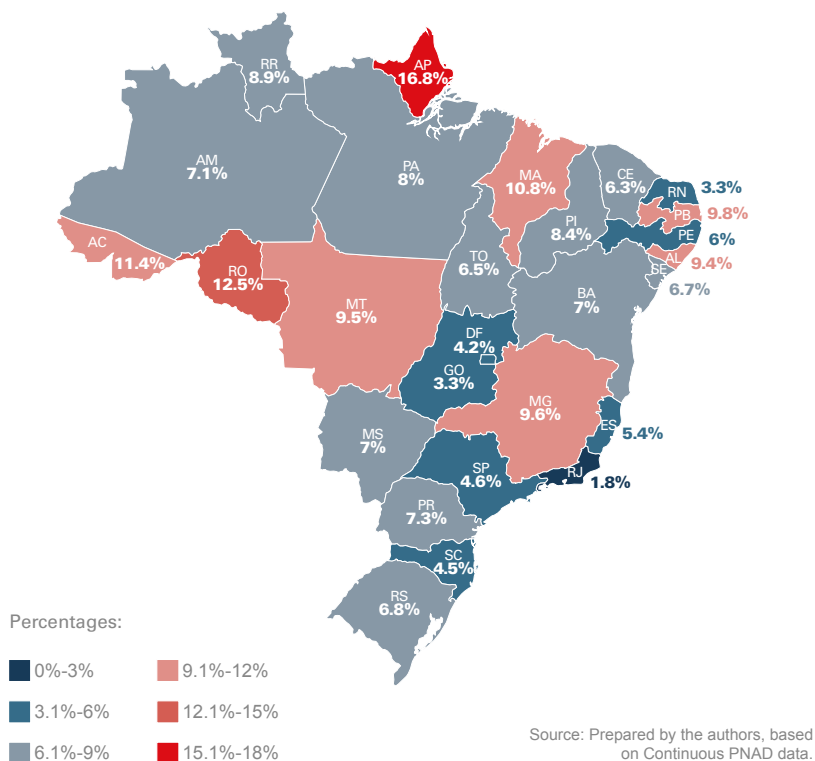 RR
8.9%
AP
16.8%
AM
7.1%
PA
8%
MA
10.8%
CE
6.3%
RN
3.3%
PB
9.8%
PI
8.4%
PE
6%
AC
11.4%
RO
12.5%
TO
6.5%
AL
9.4%
SE
6.7%
MT
9.5%
BA
7%
DF
4.2%
GO
3.3%
MG
9.6%
ES
5.4%
MS
7%
SP
4.6%
RJ
1.8%
PR
7.3%
SC
4.5%
RS
6.8%
Percentages:
0%-3%
3.1%-6%
6.1%-9%
9.1%-12%
12.1%-15%
15.1%-18%
Source: Prepared by the authors, based
on Continuous PNAD data.